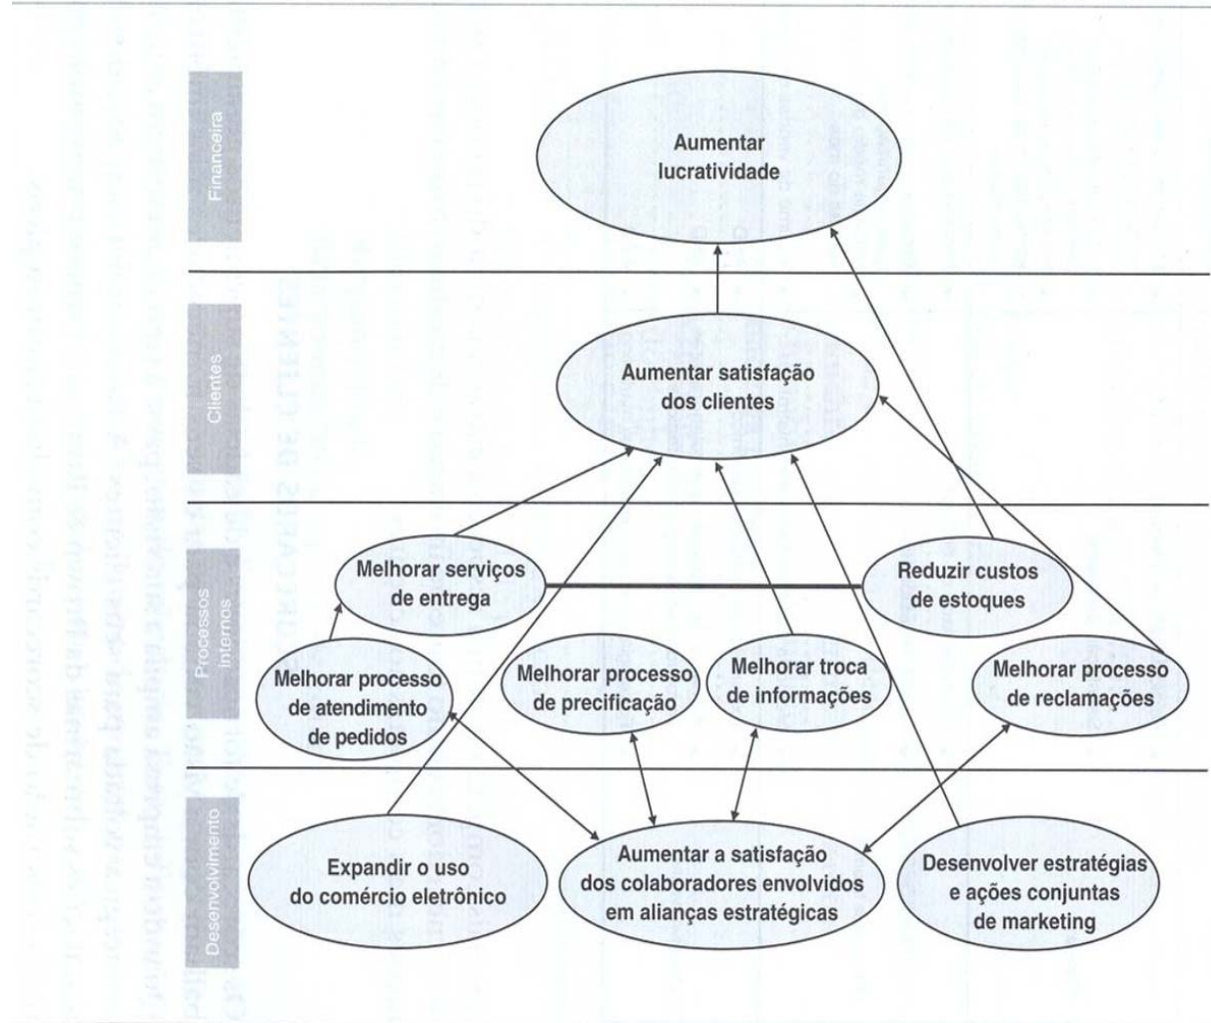 Financeira
Aumentar
lucratividade
Clientes
Aumentar satisfação
dos clientes
Processos
internos
Melhorar serviços
de entrega
Reduzir custos
de estoques
Melhorar processo
de atendimento
de pedidos
Melhorar processo
de precificação
Melhorar troca
de informações
Melhorar processo
de reclamações
Desenvolvimento
Expandir o uso
do comércio eletrônico
Aumentar a satisfação
dos colaboradores envolvidos
em alianças estratégicas
Desenvolver estratégias
e ações conjuntas
de marketing